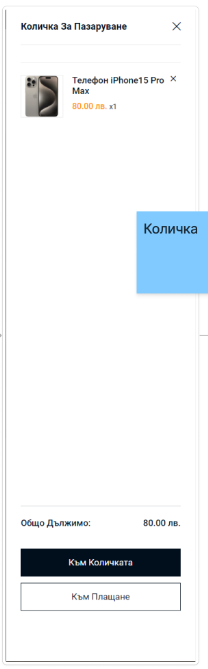 Количка За Пазаруване
Телефон iPhone15 Pro
Max
80.00 лв. x1
Количка
Общо Дължимо: 80.00 лв.
Към Количката
Към Плащане